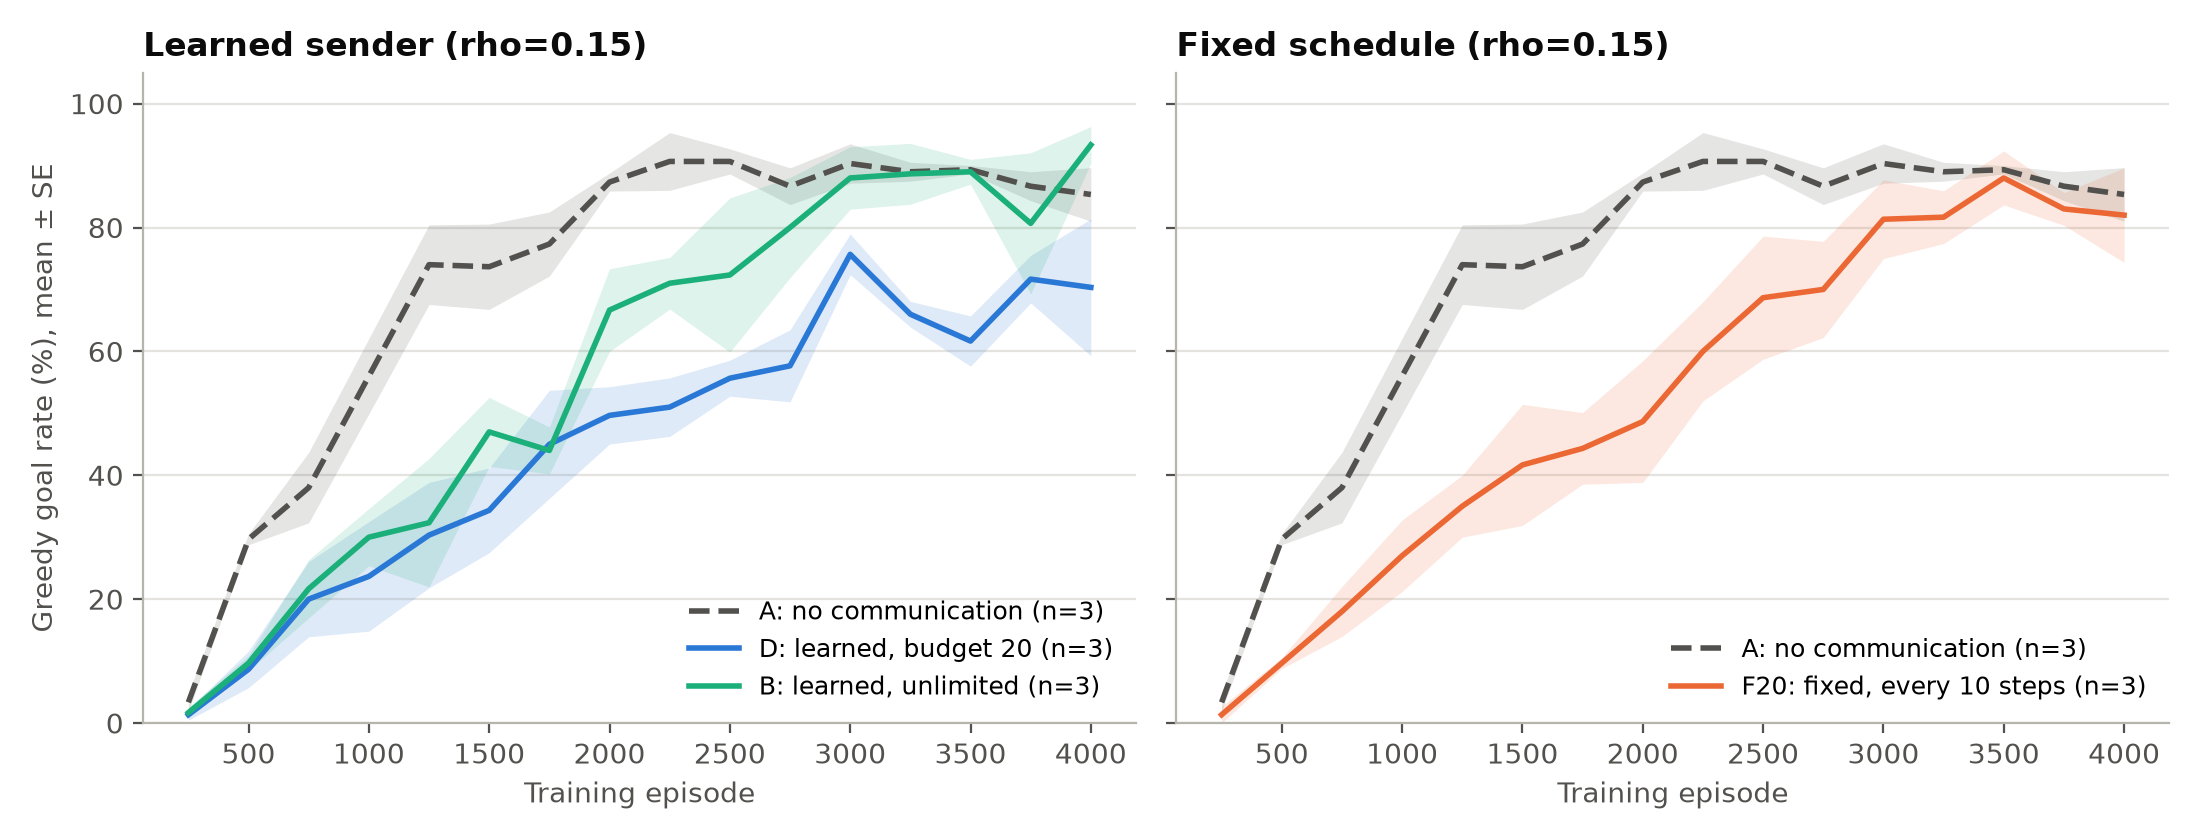 Learned sender (rho=0.15)
Greedy goal rate (%), mean ± SE
100
80
60
40
20
0
A: no communication (n=3)
D: learned, budget 20 (n=3)
B: learned, unlimited (n=3)
500 1000 1500 2000 2500 3000 3500 4000
Training episode
Fixed schedule (rho=0.15)
A: no communication (n=3)
F20: fixed, every 10 steps (n=3)
500 1000 1500 2000 2500 3000 3500 4000
Training episode